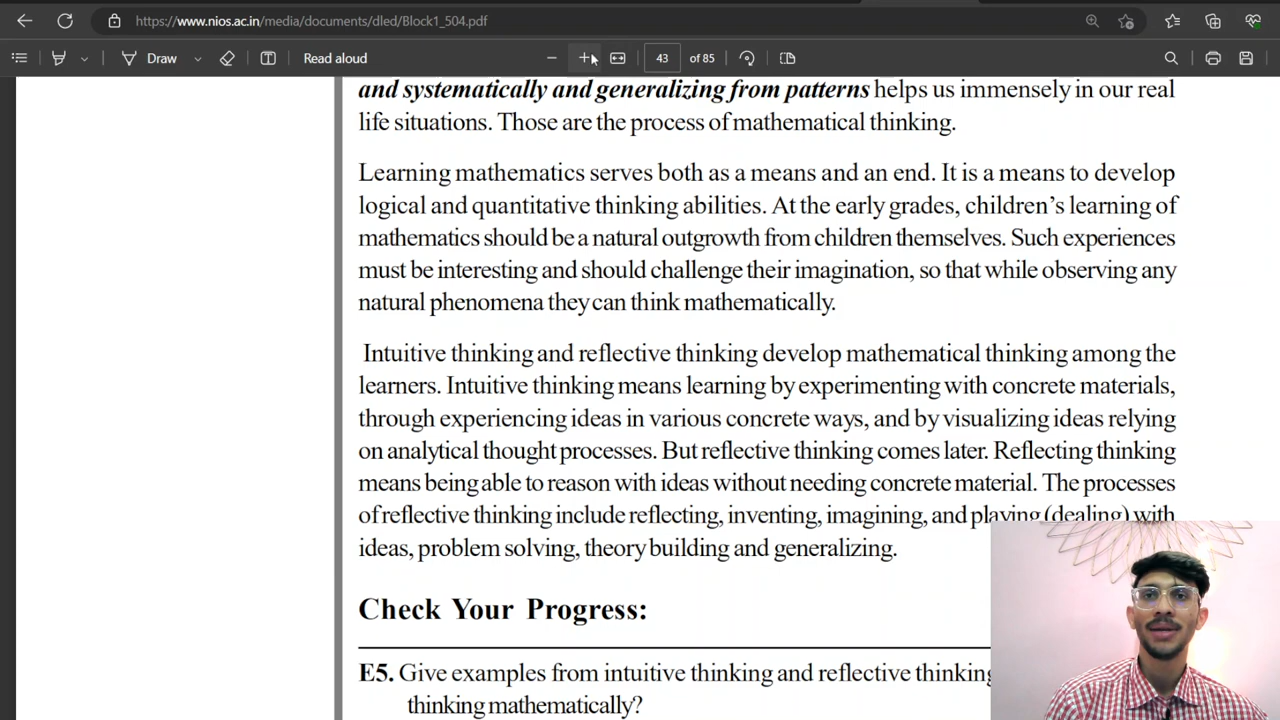 https://www.nios.ac.in/media/documents/dled/Block1_504.pdf
Draw
Read aloud
43 of 85
and systematically and generalizing from patterns helps us immensely in our real
life situations. Those are the process of mathematical thinking.
Learning mathematics serves both as a means and an end. It is a means to develop
logical and quantitative thinking abilities. At the early grades, children's learning of
mathematics should be a natural outgrowth from children themselves. Such experiences
must be interesting and should challenge their imagination, so that while observing any
natural phenomena they can think mathematically.
Intuitive thinking and reflective thinking develop mathematical thinking among the
learners. Intuitive thinking means learning by experimenting with concrete materials,
through experiencing ideas in various concrete ways, and by visualizing ideas relying
on analytical thought processes. But reflective thinking comes later. Reflecting thinking
means being able to reason with ideas without needing concrete material. The processes
of reflective thinking include reflecting, inventing, imagining, and playing (dealing) with
ideas, problem solving, theory building and generalizing.
Check Your Progress:
E5. Give examples from intuitive thinking and reflective thinking
thinking mathematically?